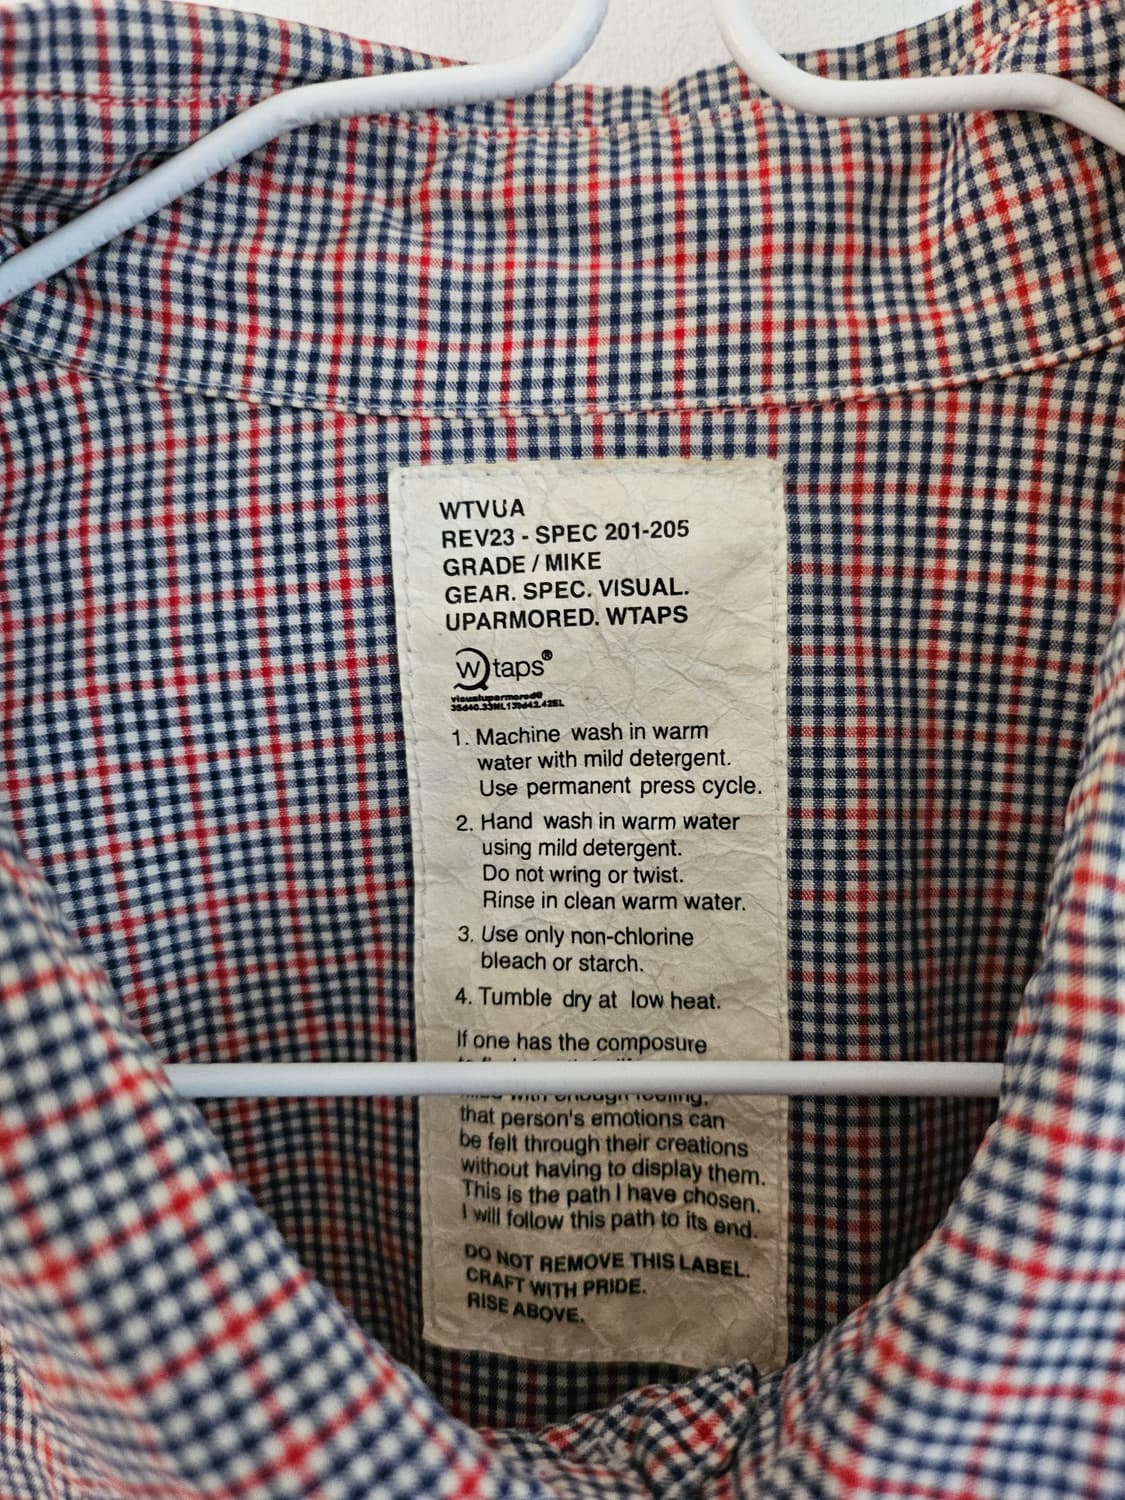 WTVUA
REV23 - SPEC 201-205
GRADE / MIKE
GEAR. SPEC. VISUAL.
UPARMORED. WTAPS
Wtaps®
visualuparmored®
1. Machine wash in warm
water with mild detergent.
Use permanent press cycle.
2. Hand wash in warm water
using mild detergent.
Do not wring or twist.
Rinse in clean warm water.
3. Use only non-chlorine
bleach or starch.
4. Tumble dry at low heat.
If one has the composure
with enough feeling,
that person's emotions can
be felt through their creations
without having to display them.
This is the path I have chosen.
I will follow this path to its end.
DO NOT REMOVE THIS LABEL.
CRAFT WITH PRIDE.
RISE ABOVE.